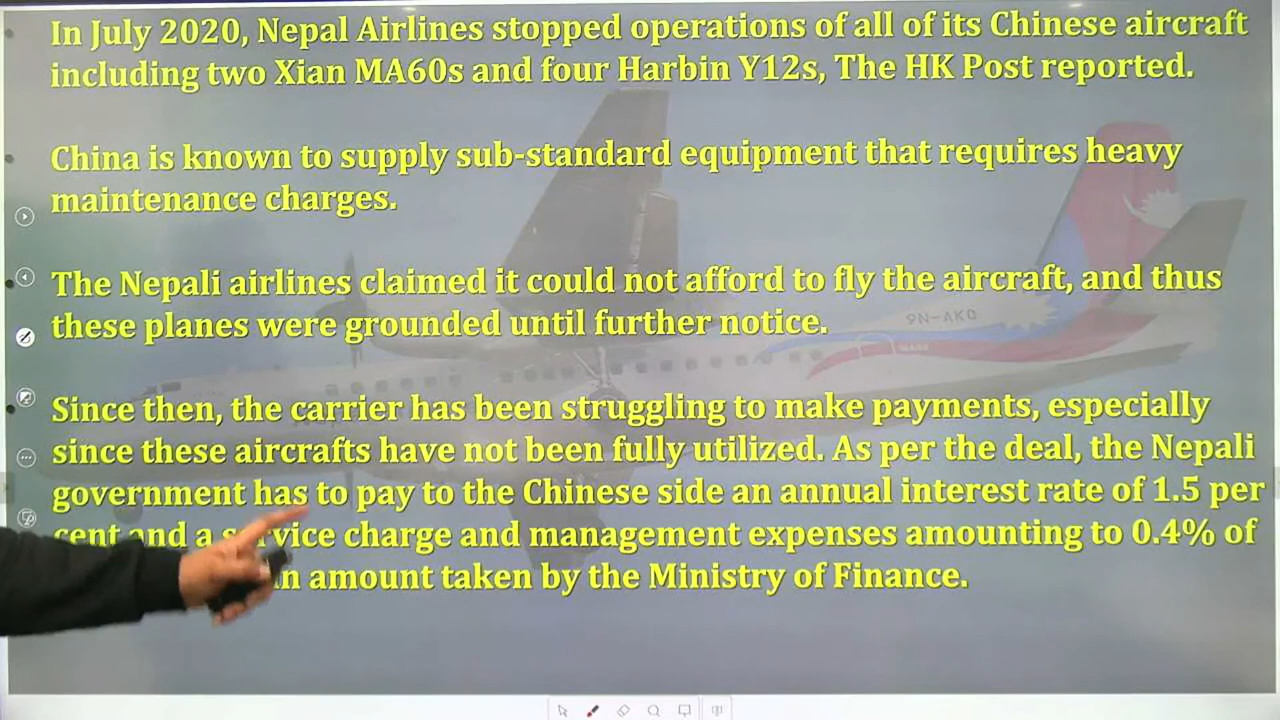 In July 2020, Nepal Airlines stopped operations of all of its Chinese aircraft
including two Xian MA60s and four Harbin Y12s, The HK Post reported.
China is known to supply sub-standard equipment that requires heavy
maintenance charges.
The Nepali airlines claimed it could not afford to fly the aircraft, and thus
these planes were grounded until further notice.
9N-AKQ
MA60
Since then, the carrier has been struggling to make payments, especially
since these aircrafts have not been fully utilized. As per the deal, the Nepali
government has to pay to the Chinese side an annual interest rate of 1.5 per
cent and a service charge and management expenses amounting to 0.4% of
amount taken by the Ministry of Finance.